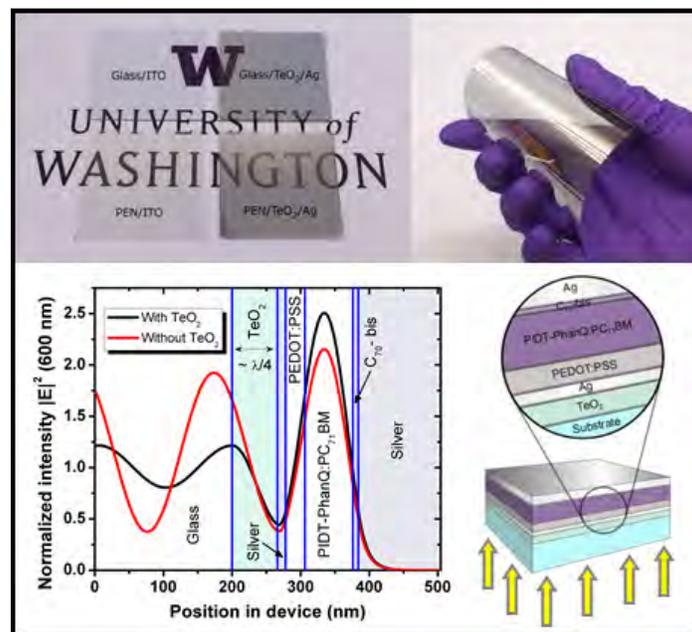 Glass/ITO
W
Glass/TeO₂/Ag
UNIVERSITY of
WASHINGTON
PEN/ITO
PEN/TeO₂/Ag
Normalized intensity |E|² (600 nm)
2.5
2.0
1.5
1.0
0.5
0.0
With TeO₂
Without TeO₂
TeO₂
~ λ/4
PEDOT:PSS
C₇₀- bis
Glass
Silver
PIDT-PhanQ:PC₇₁BM
Silver
0 100 200 300 400 500
Position in device (nm)
Ag
bis
PIDT-PhanQ:PC₇₁BM
PEDOT:PSS
Ag
TeO₂
Substrate